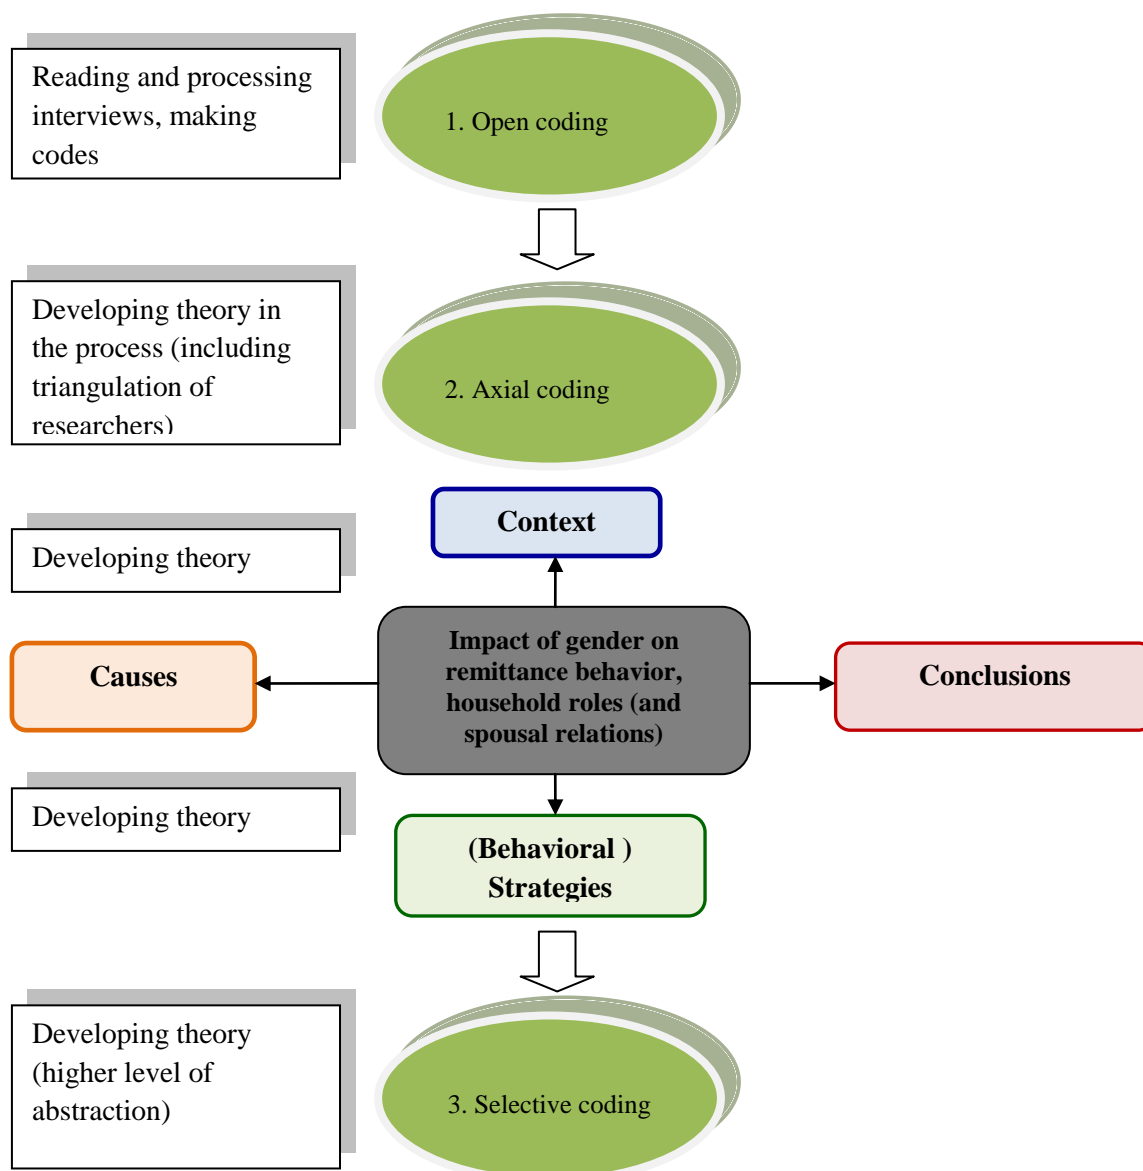 Reading and processing
interviews, making
codes
1. Open coding
Developing theory in
the process (including
triangulation of
researchers)
2. Axial coding
Context
Developing theory
Impact of gender on
remittance behavior,
household roles (and
spousal relations)
Causes
Conclusions
Developing theory
(Behavioral )
Strategies
Developing theory
(higher level of
abstraction)
3. Selective coding